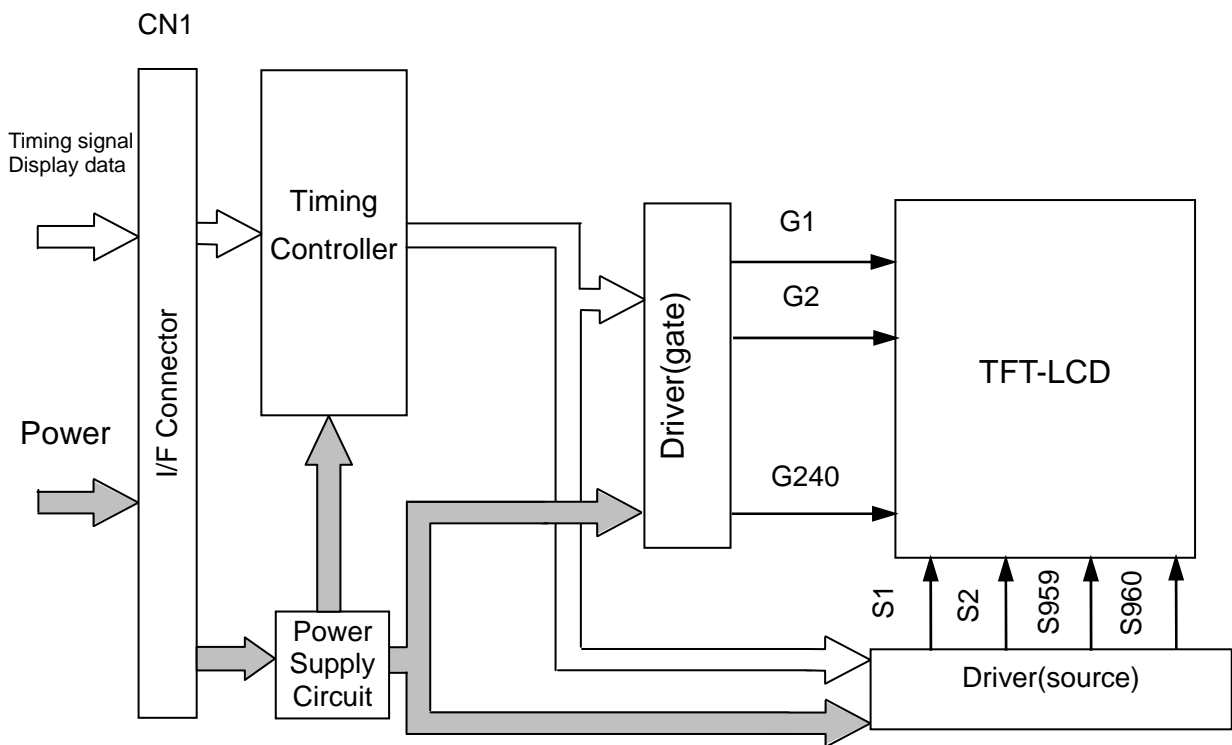 CN1
Timing signal
Display data
Power
I/F Connector
Timing
Controller
Power
Supply
Circuit
Driver(gate)
G1
G2
G240
TFT-LCD
S1
S2
S959
S960
Driver(source)